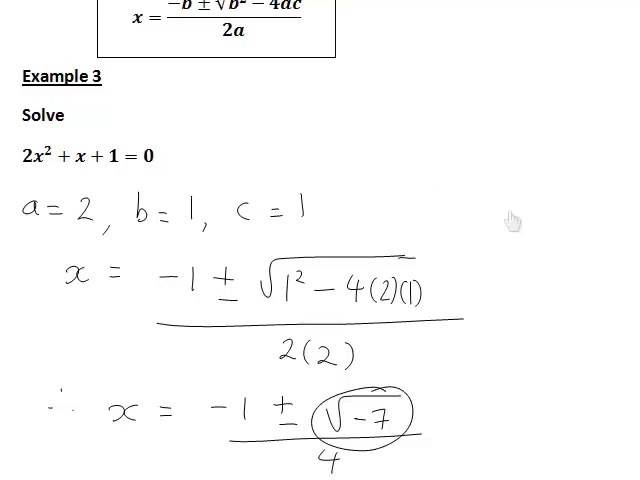 x = −b ± √b² − 4ac / 2a
Example 3
Solve
2x² + x + 1 = 0
a = 2, b = 1, c = 1
x = −1 ± √1² − 4(2)(1) / 2(2)
∴ x = −1 ± √−7 / 4